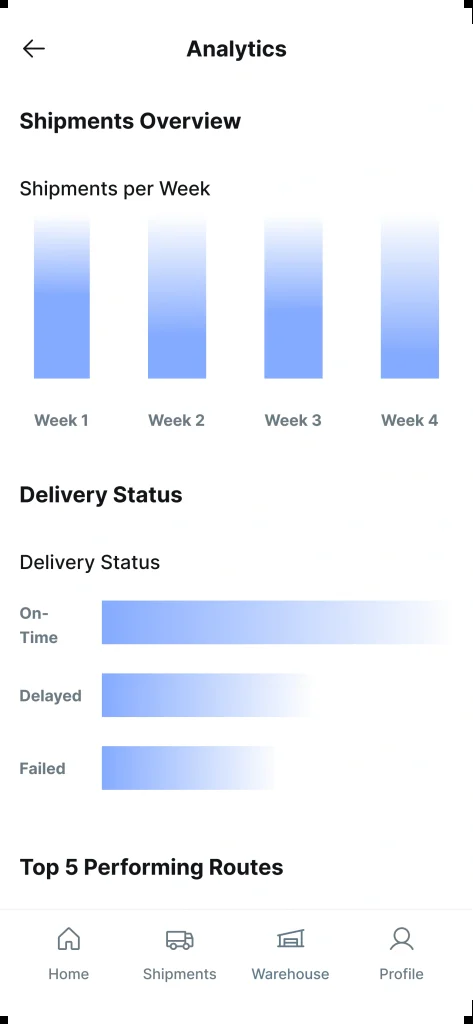 Analytics
Shipments Overview
Shipments per Week
Week 1
Week 2
Week 3
Week 4
Delivery Status
Delivery Status
On-
Time
Delayed
Failed
Top 5 Performing Routes
Home
Shipments
Warehouse
Profile